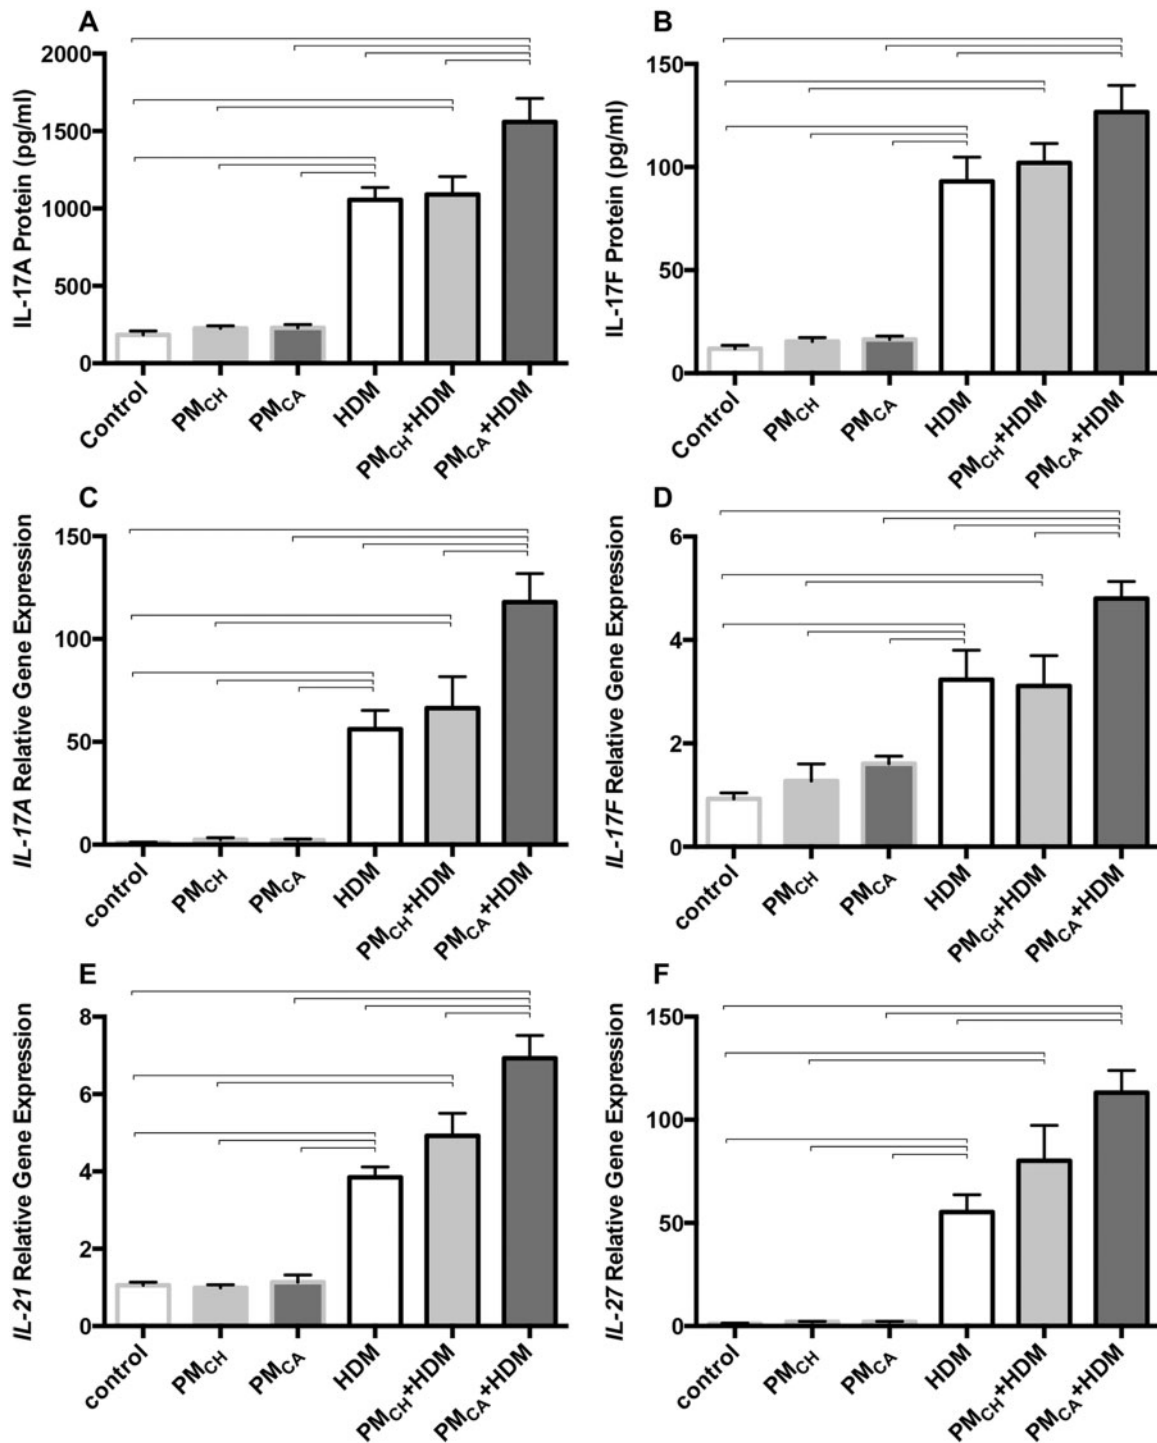 A
IL-17A Protein (pg/ml)
2000
1500
1000
500
0
Control
PMCH
PMCA
HDM
PMCH+HDM
PMCA+HDM
B
IL-17F Protein (pg/ml)
150
100
50
0
Control
PMCH
PMCA
HDM
PMCH+HDM
PMCA+HDM
C
IL-17A Relative Gene Expression
150
100
50
0
control
PMCH
PMCA
HDM
PMCH+HDM
PMCA+HDM
D
IL-17F Relative Gene Expression
6
4
2
0
control
PMCH
PMCA
HDM
PMCH+HDM
PMCA+HDM
E
IL-21 Relative Gene Expression
8
6
4
2
0
control
PMCH
PMCA
HDM
PMCH+HDM
PMCA+HDM
F
IL-27 Relative Gene Expression
150
100
50
0
control
PMCH
PMCA
HDM
PMCH+HDM
PMCA+HDM